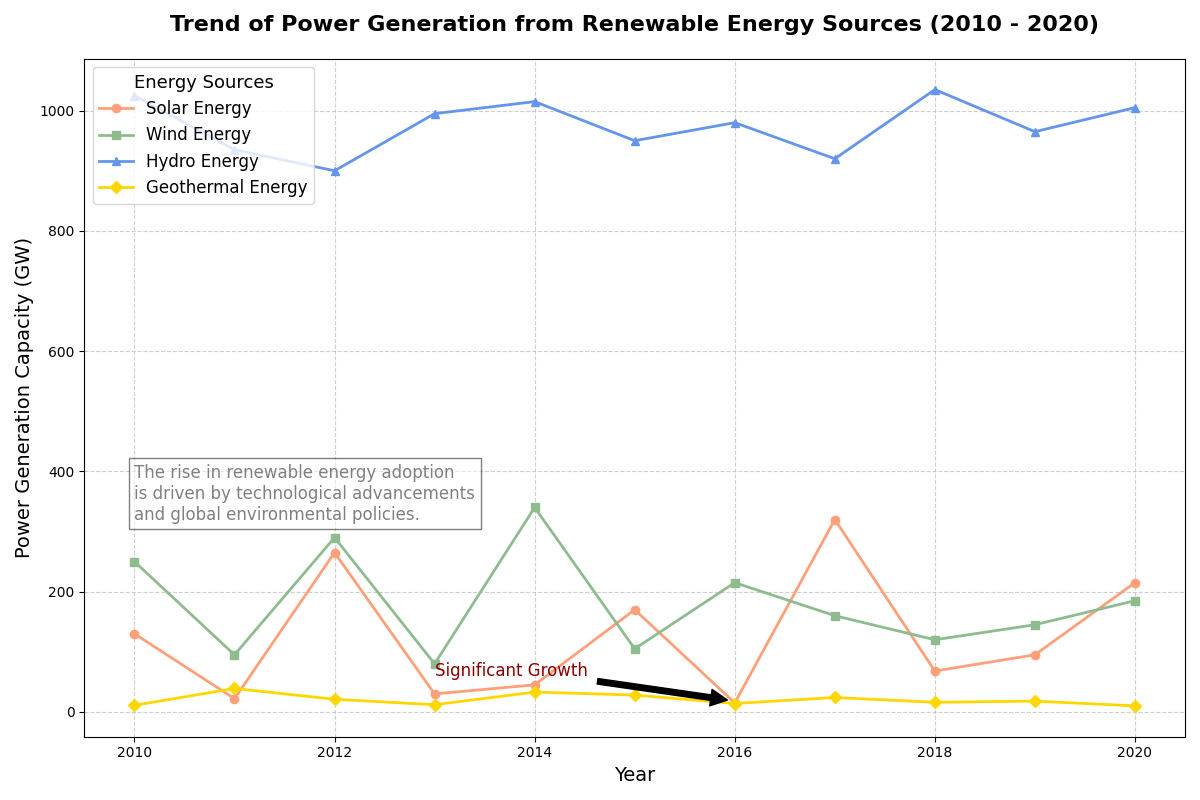 Trend of Power Generation from Renewable Energy Sources (2010 - 2020)
Energy Sources
Solar Energy
Wind Energy
Hydro Energy
Geothermal Energy
Power Generation Capacity (GW)
1000
800
600
400
200
0
The rise in renewable energy adoption
is driven by technological advancements
and global environmental policies.
Significant Growth
2010
2012
2014
2016
2018
2020
Year